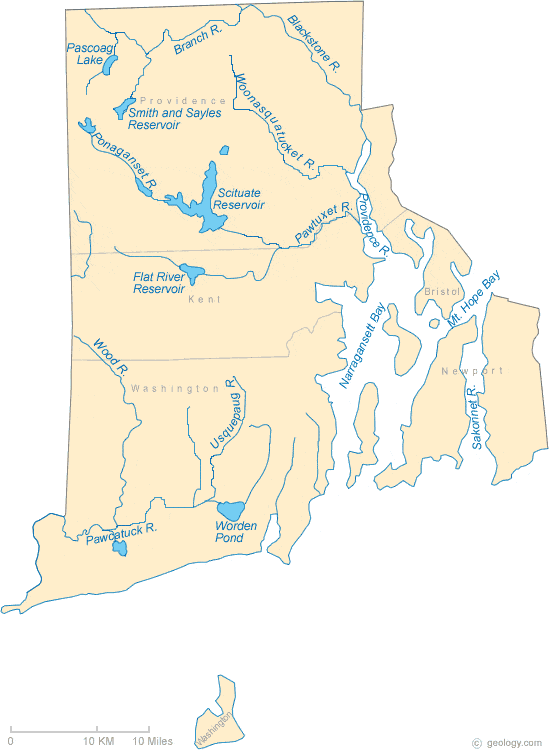 Pascoag
Lake
Branch R.
Blackstone R.
Providence
Smith and Sayles
Reservoir
Woonasquatucket R.
Ponaganset R.
Scituate
Reservoir
Pawtuxet R.
Providence R.
Flat River
Reservoir
Kent
Bristol
Mt. Hope Bay
Narragansett Bay
Wood R.
Washington
Usquepaug R.
Newport
Sakonnet R.
Pawcatuck R.
Worden
Pond
Washington
0 10 KM 10 Miles
© geology.com